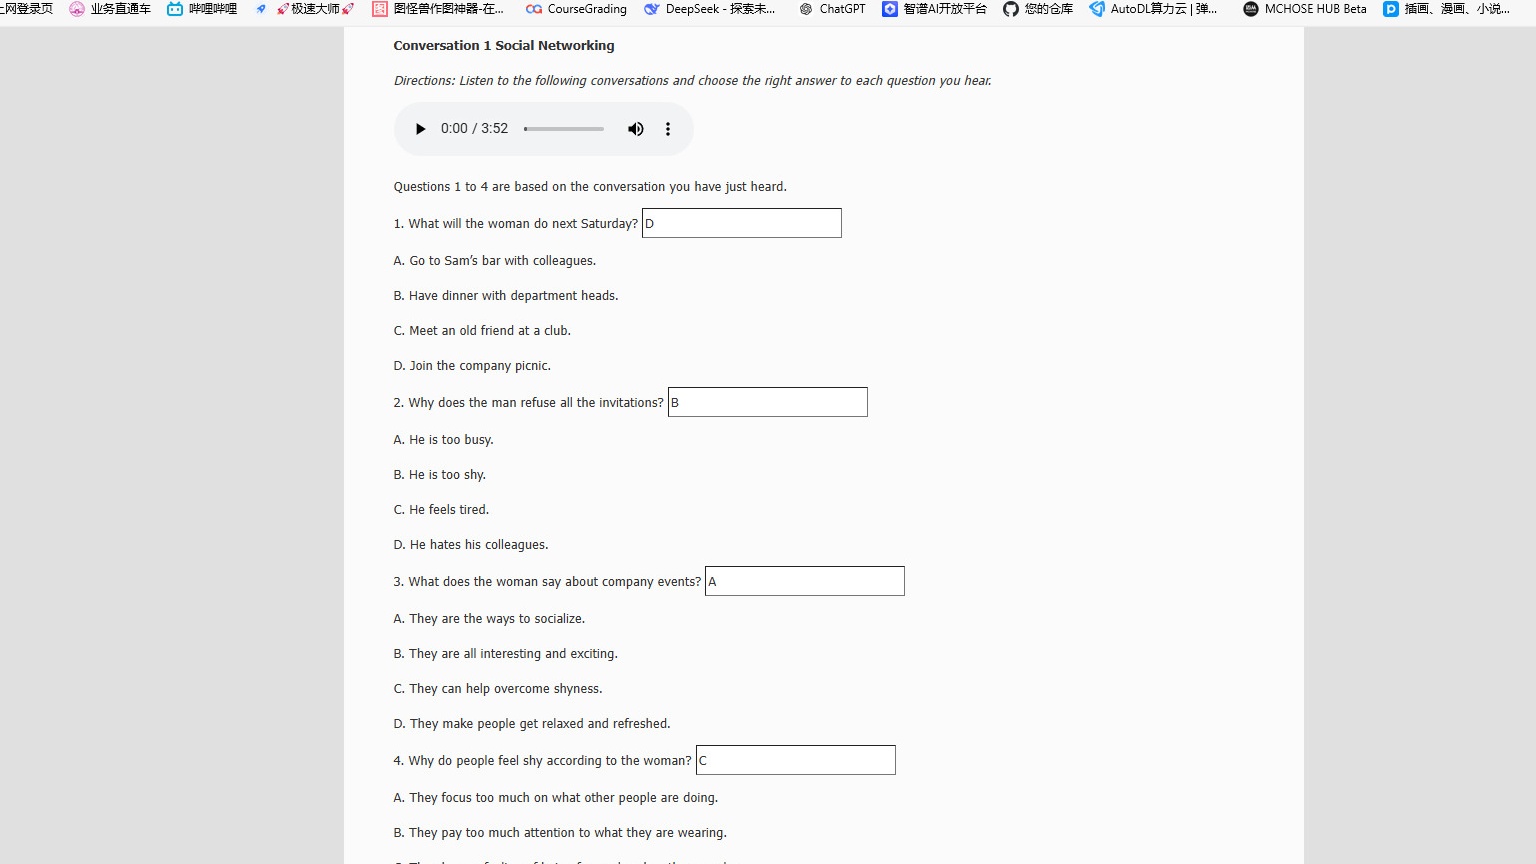 上网登录页 业务直通车 哔哩哔哩 🚀极速大师🚀 图怪兽作图神器-在... CourseGrading DeepSeek - 探索未... ChatGPT 智谱AI开放平台 您的仓库 AutoDL算力云 | 弹... MCHOSE HUB Beta 插画、漫画、小说...
Conversation 1 Social Networking
Directions: Listen to the following conversations and choose the right answer to each question you hear.
0:00 / 3:52
Questions 1 to 4 are based on the conversation you have just heard.
1. What will the woman do next Saturday? D
A. Go to Sam’s bar with colleagues.
B. Have dinner with department heads.
C. Meet an old friend at a club.
D. Join the company picnic.
2. Why does the man refuse all the invitations? B
A. He is too busy.
B. He is too shy.
C. He feels tired.
D. He hates his colleagues.
3. What does the woman say about company events? A
A. They are the ways to socialize.
B. They are all interesting and exciting.
C. They can help overcome shyness.
D. They make people get relaxed and refreshed.
4. Why do people feel shy according to the woman? C
A. They focus too much on what other people are doing.
B. They pay too much attention to what they are wearing.